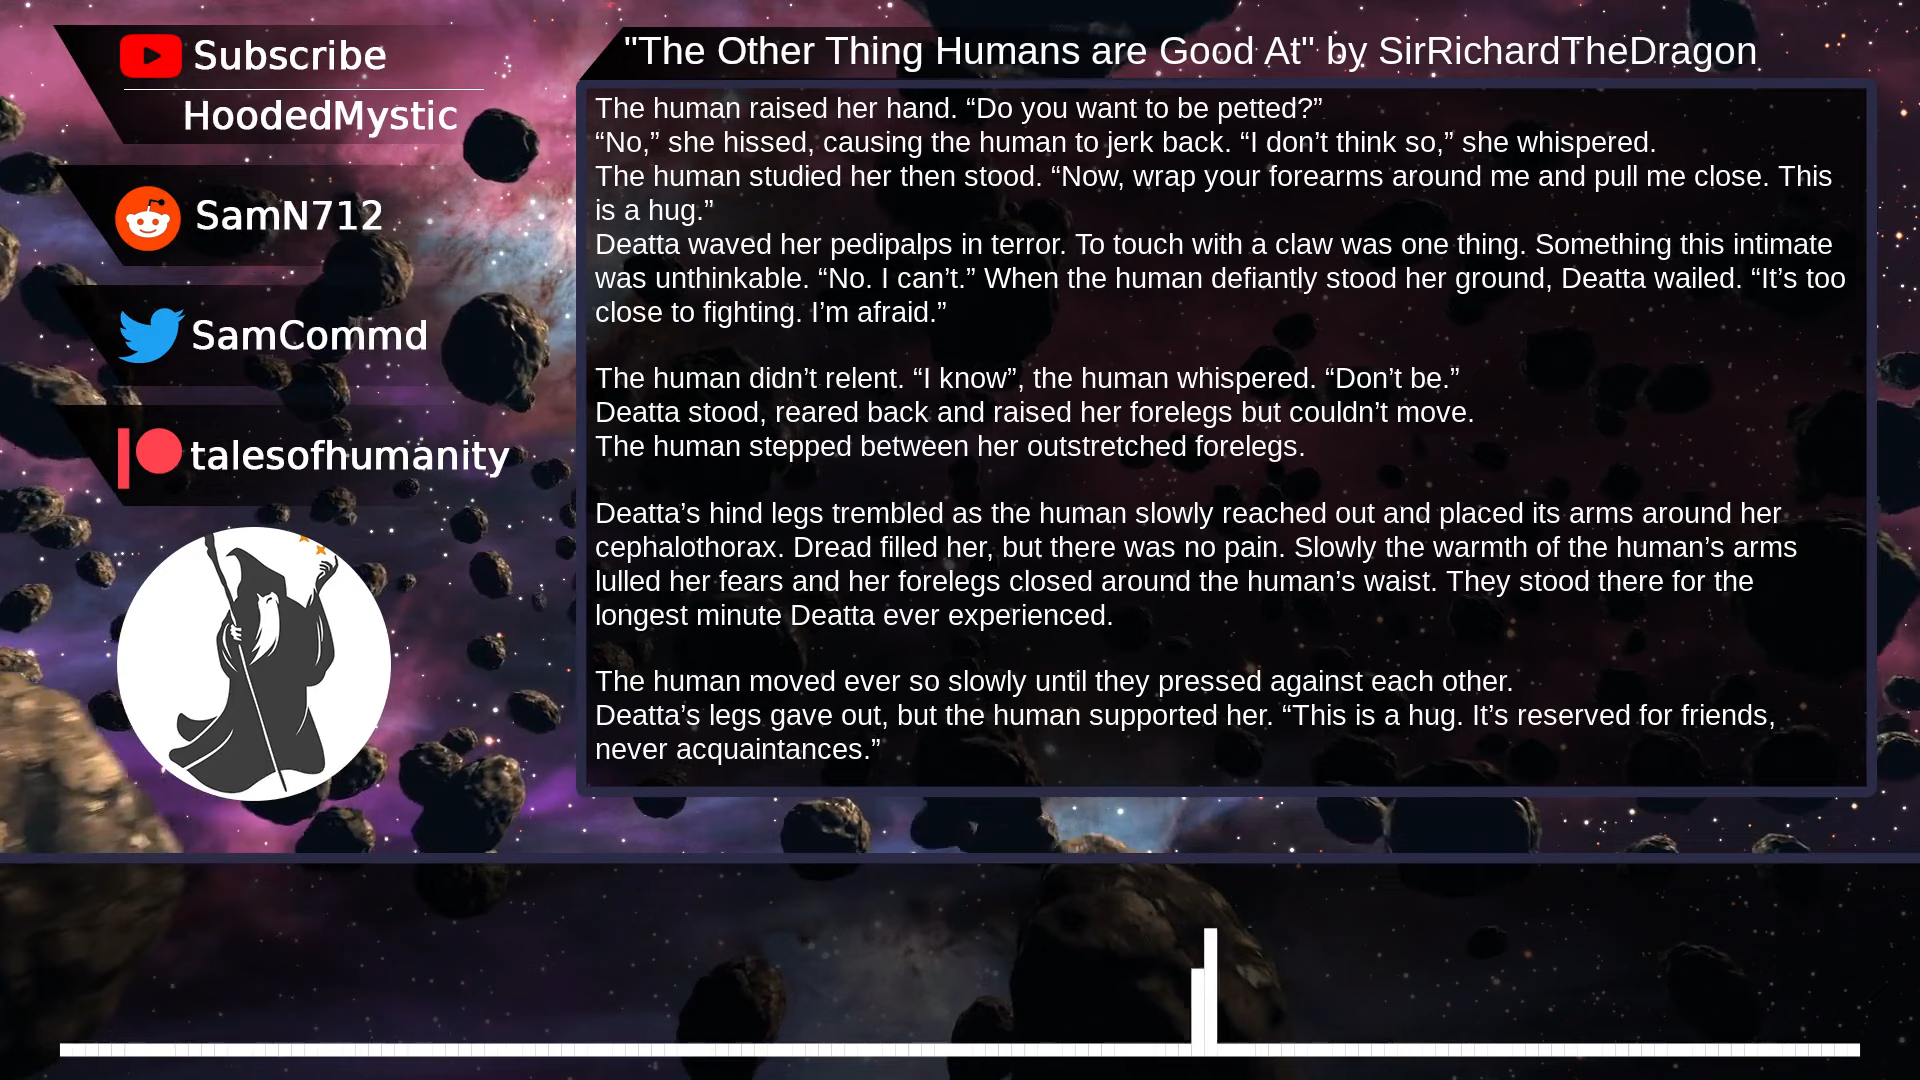 Subscribe
HoodedMystic
SamN712
SamCommd
talesofhumanity
"The Other Thing Humans are Good At" by SirRichardTheDragon
The human raised her hand. “Do you want to be petted?”
“No,” she hissed, causing the human to jerk back. “I don’t think so,” she whispered.
The human studied her then stood. “Now, wrap your forearms around me and pull me close. This
is a hug.”
Deatta waved her pedipalps in terror. To touch with a claw was one thing. Something this intimate
was unthinkable. “No. I can’t.” When the human defiantly stood her ground, Deatta wailed. “It’s too
close to fighting. I’m afraid.”
The human didn’t relent. “I know”, the human whispered. “Don’t be.”
Deatta stood, reared back and raised her forelegs but couldn’t move.
The human stepped between her outstretched forelegs.
Deatta’s hind legs trembled as the human slowly reached out and placed its arms around her
cephalothorax. Dread filled her, but there was no pain. Slowly the warmth of the human’s arms
lulled her fears and her forelegs closed around the human’s waist. They stood there for the
longest minute Deatta ever experienced.
The human moved ever so slowly until they pressed against each other.
Deatta’s legs gave out, but the human supported her. “This is a hug. It’s reserved for friends,
never acquaintances.”